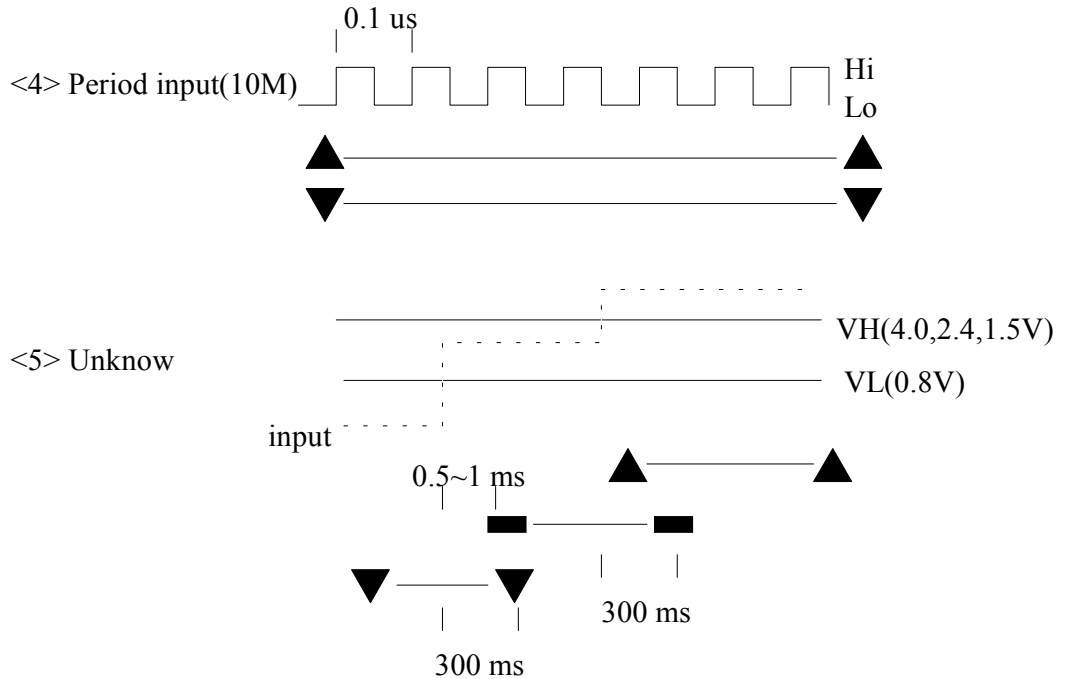 0.1 us
<4> Period input(10M)
Hi
Lo
VH(4.0,2.4,1.5V)
<5> Unknow
VL(0.8V)
input
0.5~1 ms
300 ms
300 ms